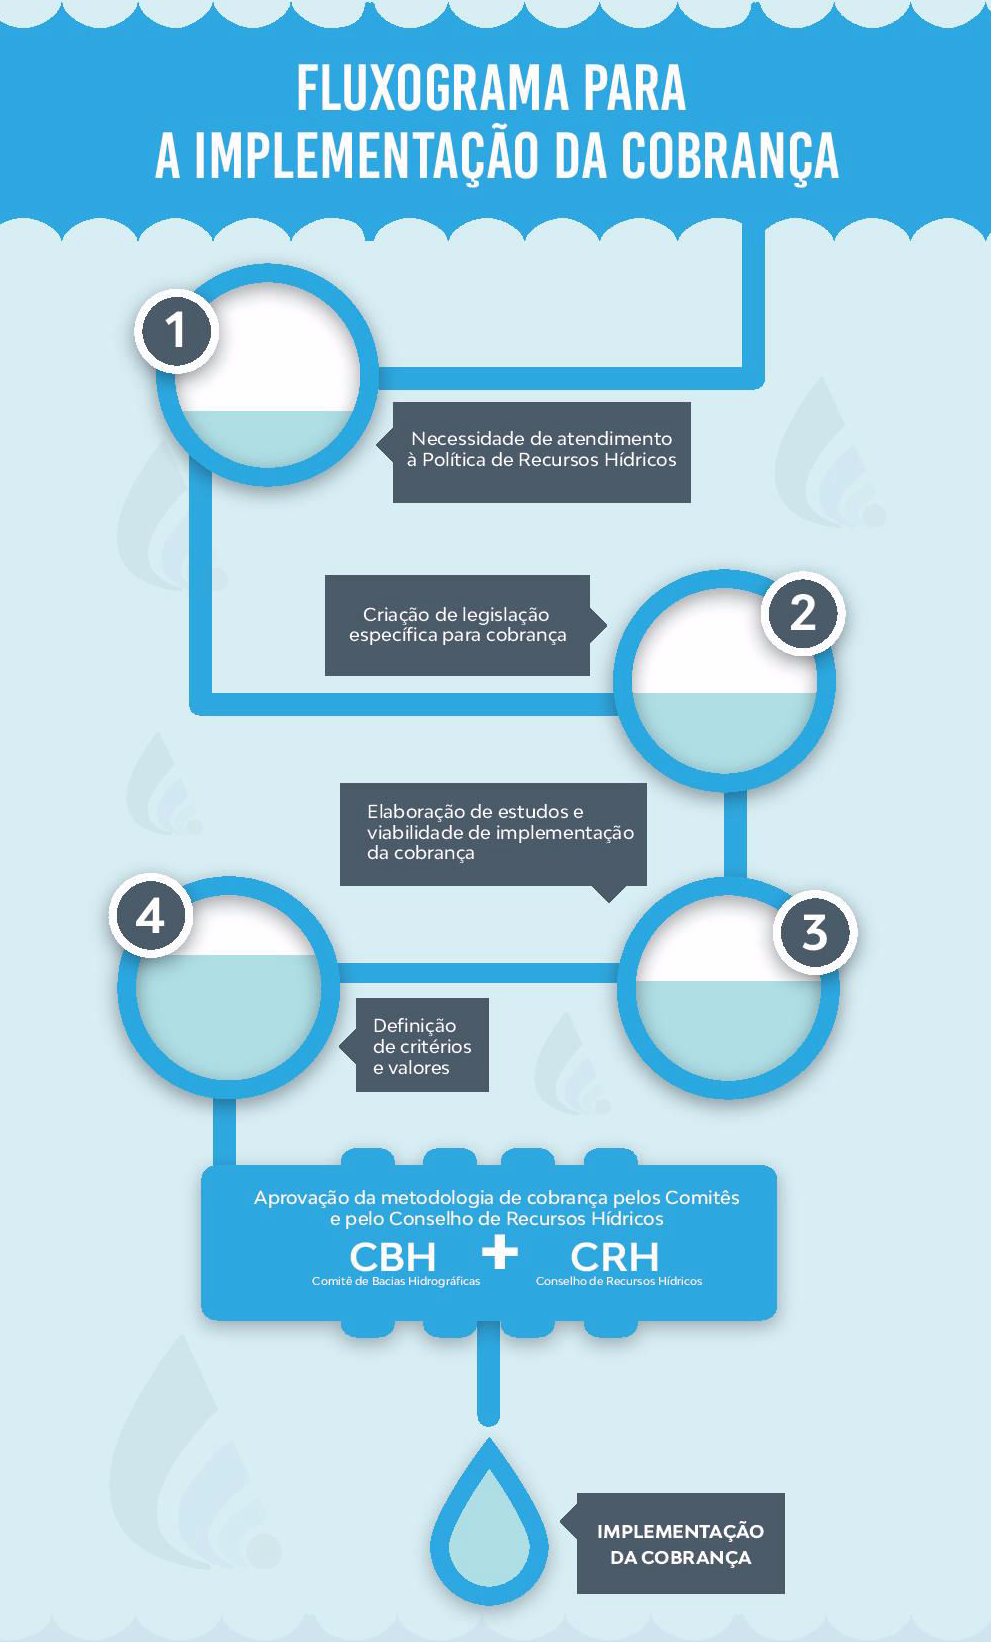 FLUXOGRAMA PARA
A IMPLEMENTAÇÃO DA COBRANÇA
1
Necessidade de atendimento
à Política de Recursos Hídricos
2
Criação de legislação
específica para cobrança
Elaboração de estudos e
viabilidade de implementação
da cobrança
3
4
Definição
de critérios
e valores
Aprovação da metodologia de cobrança pelos Comitês
e pelo Conselho de Recursos Hídricos
CBH + CRH
Comitê de Bacias Hidrográficas Conselho de Recursos Hídricos
IMPLEMENTAÇÃO
DA COBRANÇA